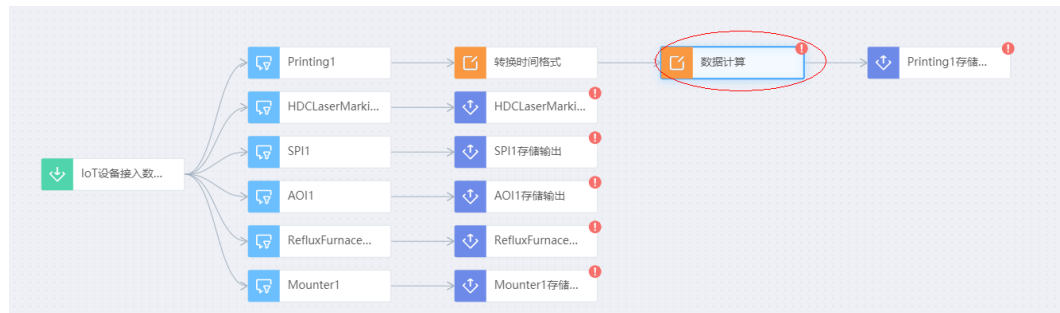 Printing1
转换时间格式
数据计算
Printing1存储...
HDCLaserMarki...
HDCLaserMarki...
SPI1
SPI1存储输出
IoT设备接入数...
AOI1
AOI1存储输出
RefluxFurnace...
RefluxFurnace...
Mounter1
Mounter1存储...